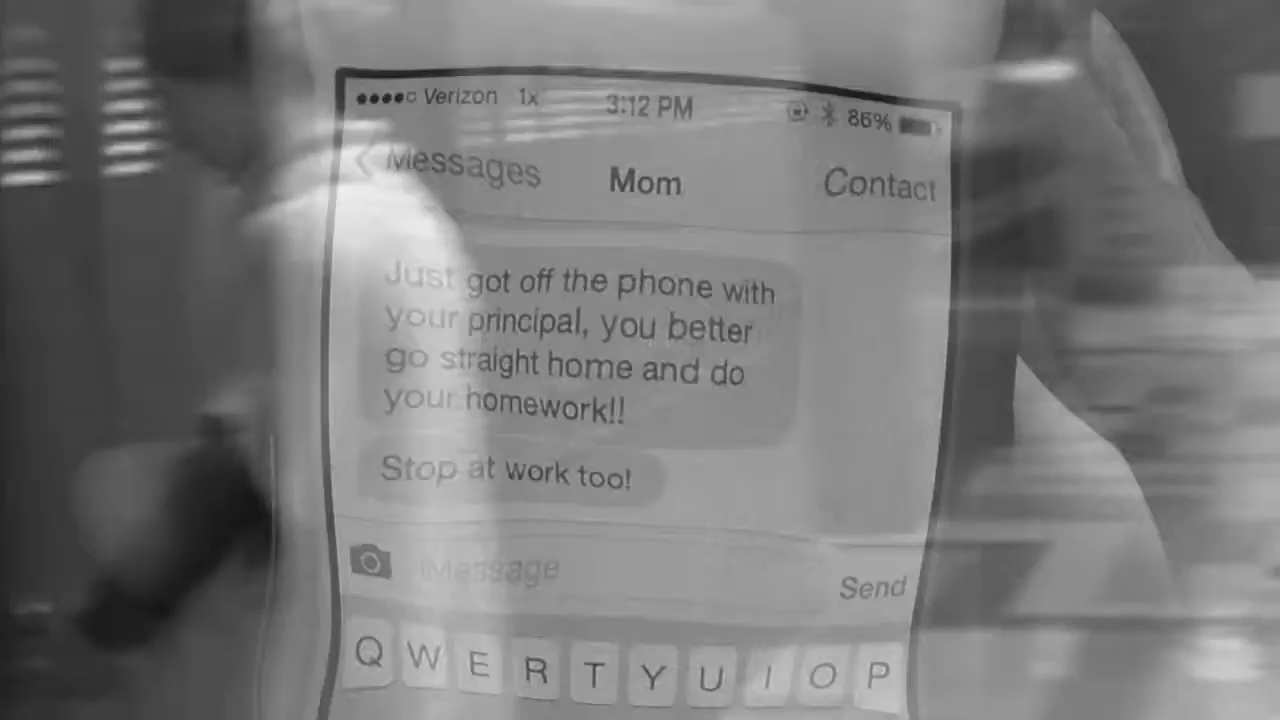 Verizon 1x 3:12 PM 86%
Messages Mom Contact
Just got off the phone with
your principal, you better
go straight home and do
your homework!!
Stop at work too!
iMessage Send
Q W E R T Y U I O P